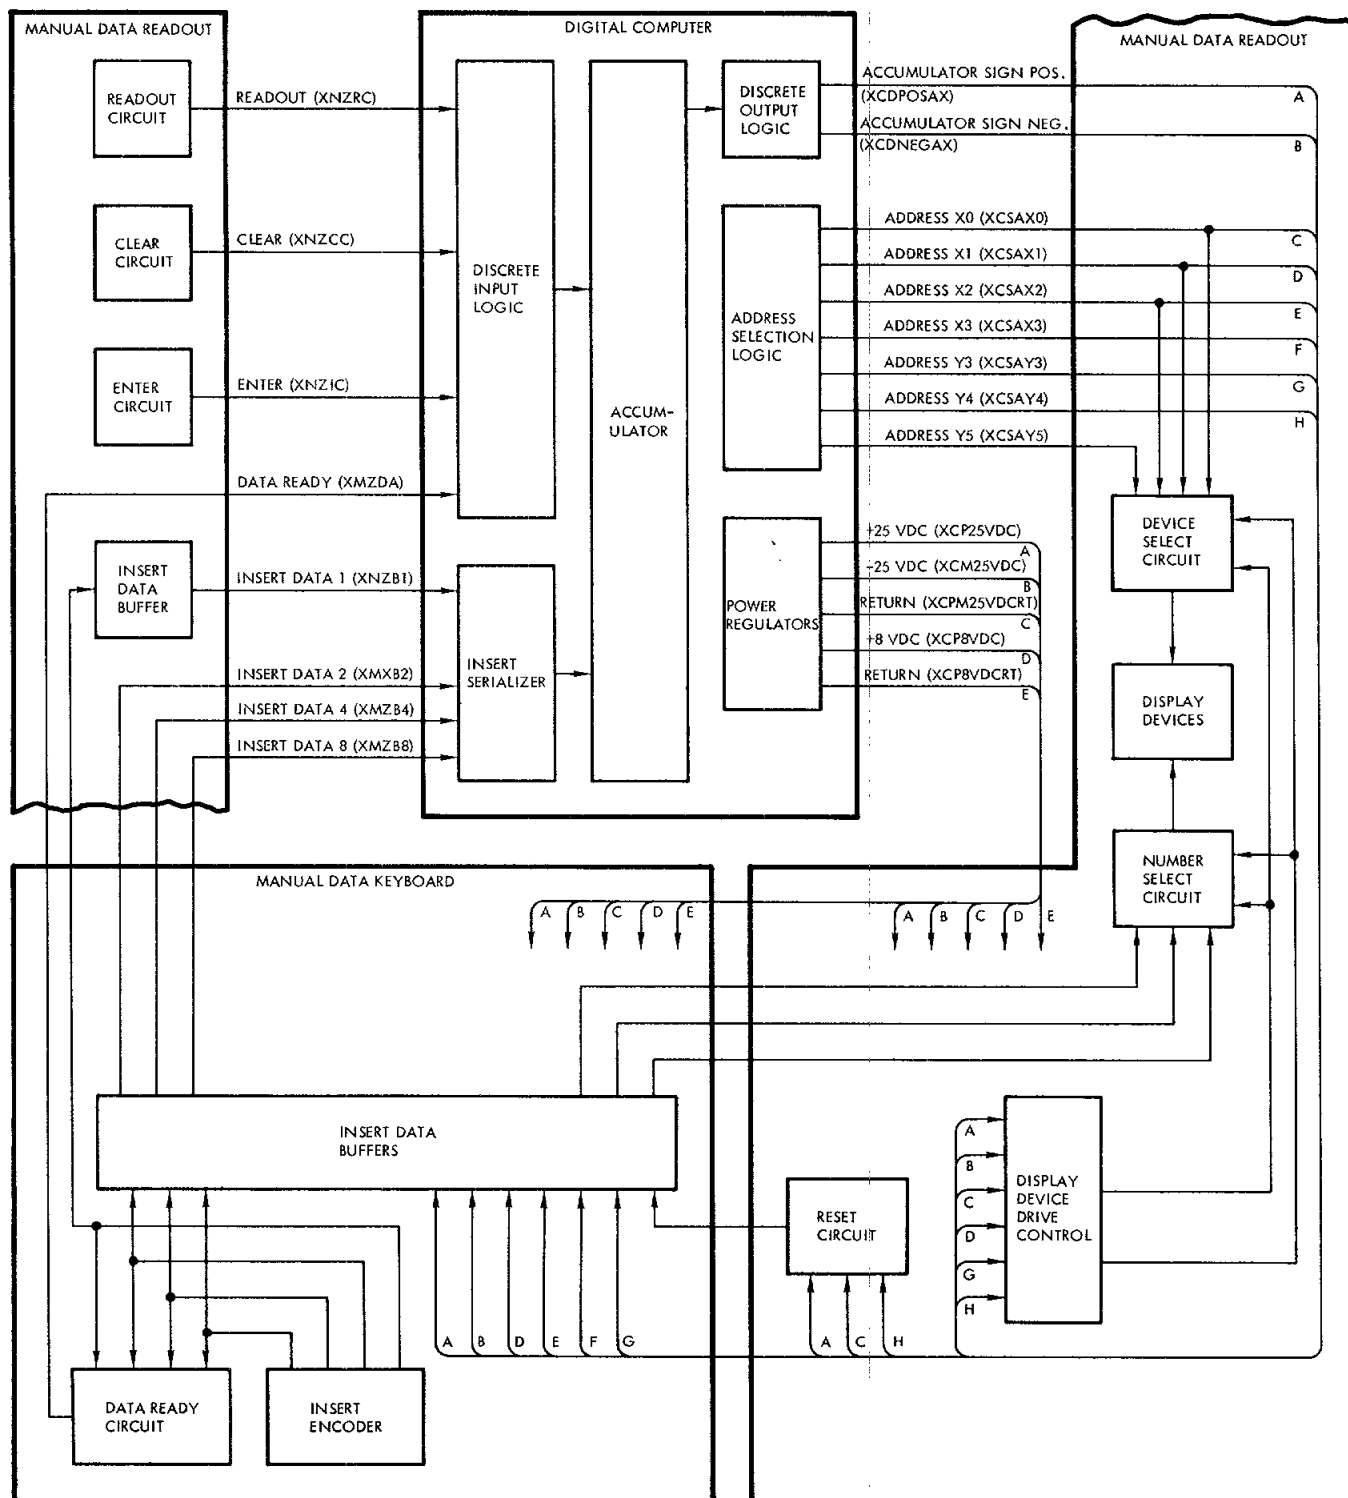 MANUAL DATA READOUT
READOUT
CIRCUIT
CLEAR
CIRCUIT
ENTER
CIRCUIT
INSERT
DATA
BUFFER
READOUT (XNZRC)
CLEAR (XNZCC)
ENTER (XNZIC)
DATA READY (XMZDA)
INSERT DATA 1 (XNZB1)
INSERT DATA 2 (XMXB2)
INSERT DATA 4 (XMZB4)
INSERT DATA 8 (XMZB8)
DIGITAL COMPUTER
DISCRETE
INPUT
LOGIC
INSERT
SERIALIZER
ACCUM-
ULATOR
DISCRETE
OUTPUT
LOGIC
ADDRESS
SELECTION
LOGIC
POWER
REGULATORS
ACCUMULATOR SIGN POS.
(XCDPOSAX)
ACCUMULATOR SIGN NEG.
(XCDNEGAX)
ADDRESS X0 (XCSAX0)
ADDRESS X1 (XCSAX1)
ADDRESS X2 (XCSAX2)
ADDRESS X3 (XCSAX3)
ADDRESS Y3 (XCSAY3)
ADDRESS Y4 (XCSAY4)
ADDRESS Y5 (XCSAY5)
+25 VDC (XCP25VDC)
A
-25 VDC (XCM25VDC)
B
RETURN (XCPM25VDCRT)
C
+8 VDC (XCP8VDC)
D
RETURN (XCP8VDCRT)
E
MANUAL DATA READOUT
A
B
C
D
E
F
G
H
DEVICE
SELECT
CIRCUIT
DISPLAY
DEVICES
NUMBER
SELECT
CIRCUIT
MANUAL DATA KEYBOARD
A B C D E
A B C D E
INSERT DATA
BUFFERS
DATA READY
CIRCUIT
INSERT
ENCODER
A B D E F G
RESET
CIRCUIT
A C H
A
B
C
D
G
H
DISPLAY
DEVICE
DRIVE
CONTROL